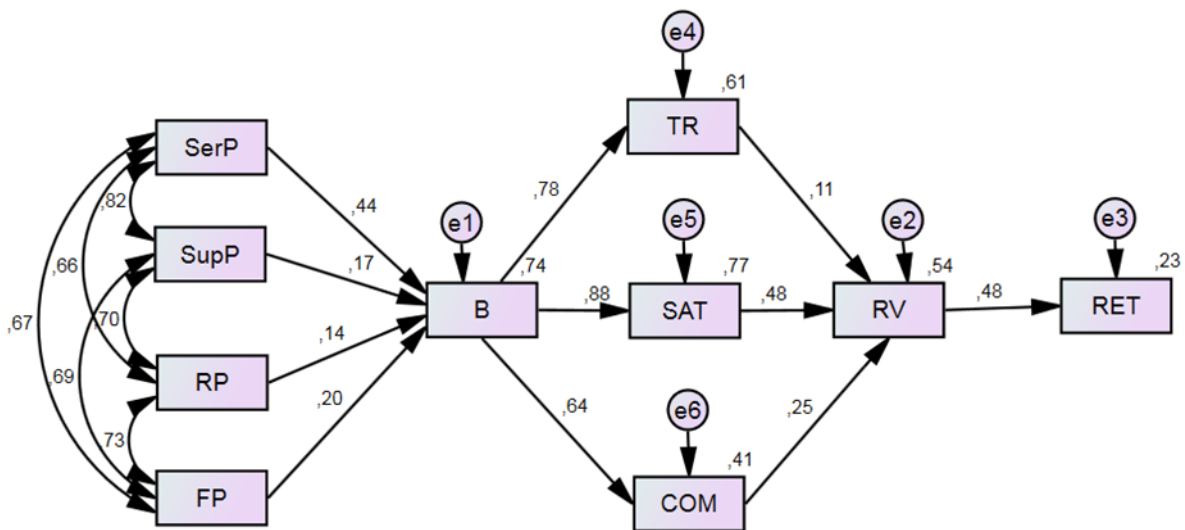 e4
,61
TR
SerP
,82
,44
,78
,11
e1
e5
e2
e3
SupP
,17
,74
,77
,54
,23
,66
B
,88
SAT
,48
RV
,48
RET
,67
,70
,14
,69
RP
,20
,64
e6
,25
,73
,41
FP
COM